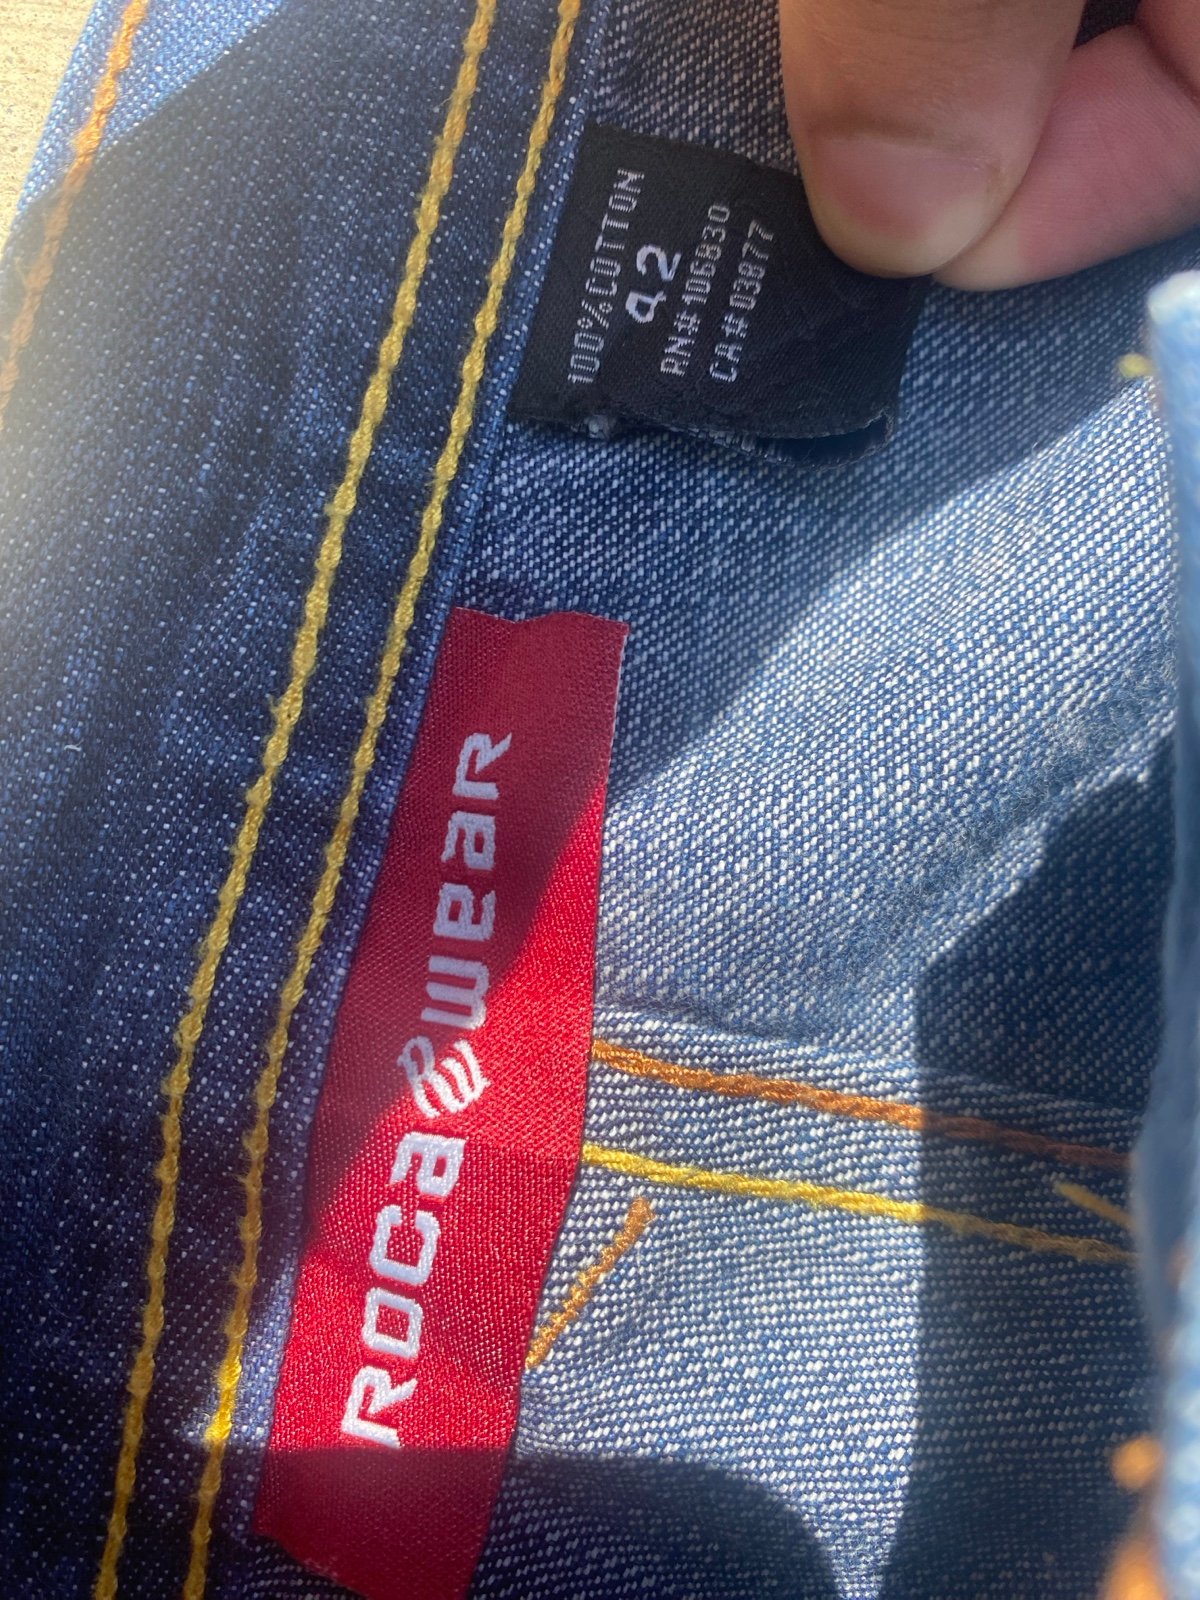 100% COTTON
42
RN# 106830
CA# 03877
ROCa wear